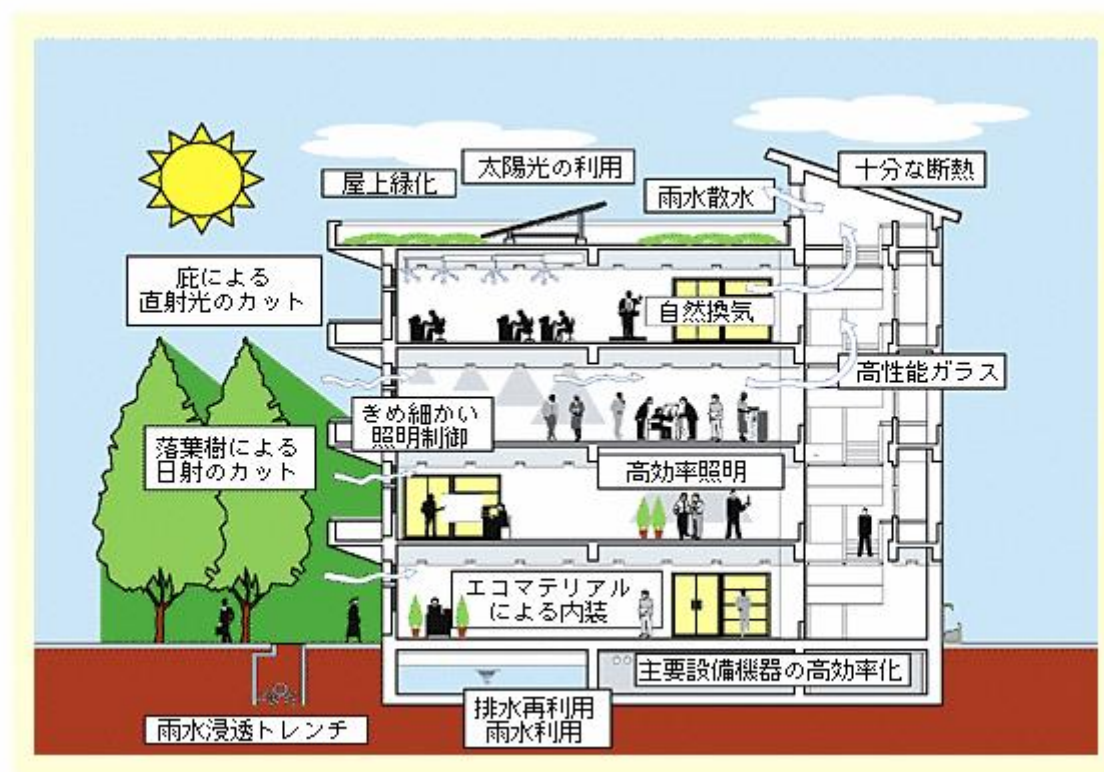 太陽光の利用
屋上緑化
雨水散水
十分な断熱
庇による
直射光のカット
自然換気
高性能ガラス
きめ細かい
照明制御
落葉樹による
日射のカット
高効率照明
エコマテリアル
による内装
主要設備機器の高効率化
排水再利用
雨水利用
雨水浸透トレンチ